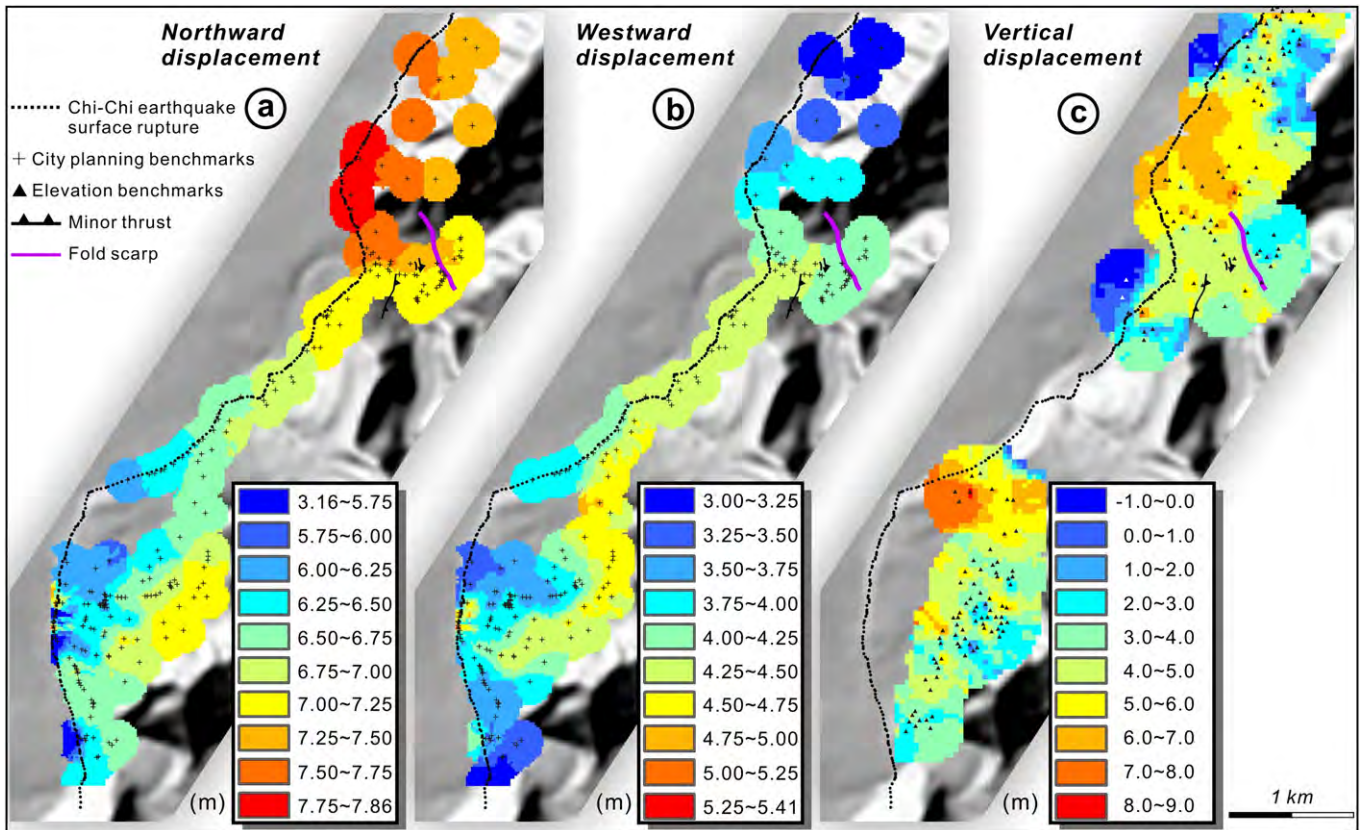 Northward
displacement
a
Westward
displacement
b
Vertical
displacement
c
Chi-Chi earthquake
surface rupture
City planning benchmarks
Elevation benchmarks
Minor thrust
Fold scarp
3.16~5.75
5.75~6.00
6.00~6.25
6.25~6.50
6.50~6.75
6.75~7.00
7.00~7.25
7.25~7.50
7.50~7.75
7.75~7.86
(m)
3.00~3.25
3.25~3.50
3.50~3.75
3.75~4.00
4.00~4.25
4.25~4.50
4.50~4.75
4.75~5.00
5.00~5.25
5.25~5.41
(m)
-1.0~0.0
0.0~1.0
1.0~2.0
2.0~3.0
3.0~4.0
4.0~5.0
5.0~6.0
6.0~7.0
7.0~8.0
8.0~9.0
(m)
1 km